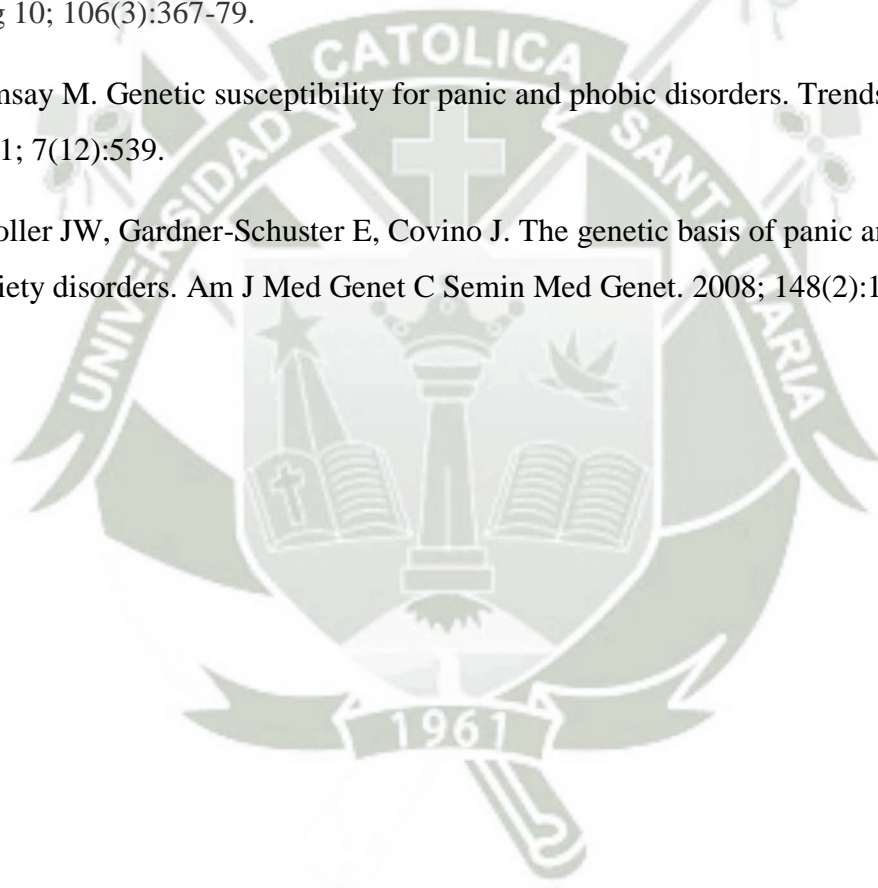 g 10; 106(3):367-79.
nsay M. Genetic susceptibility for panic and phobic disorders. Trends
1; 7(12):539.
oller JW, Gardner-Schuster E, Covino J. The genetic basis of panic a
iety disorders. Am J Med Genet C Semin Med Genet. 2008; 148(2):1
UNIVERSIDAD CATOLICA SANTA MARIA
1961